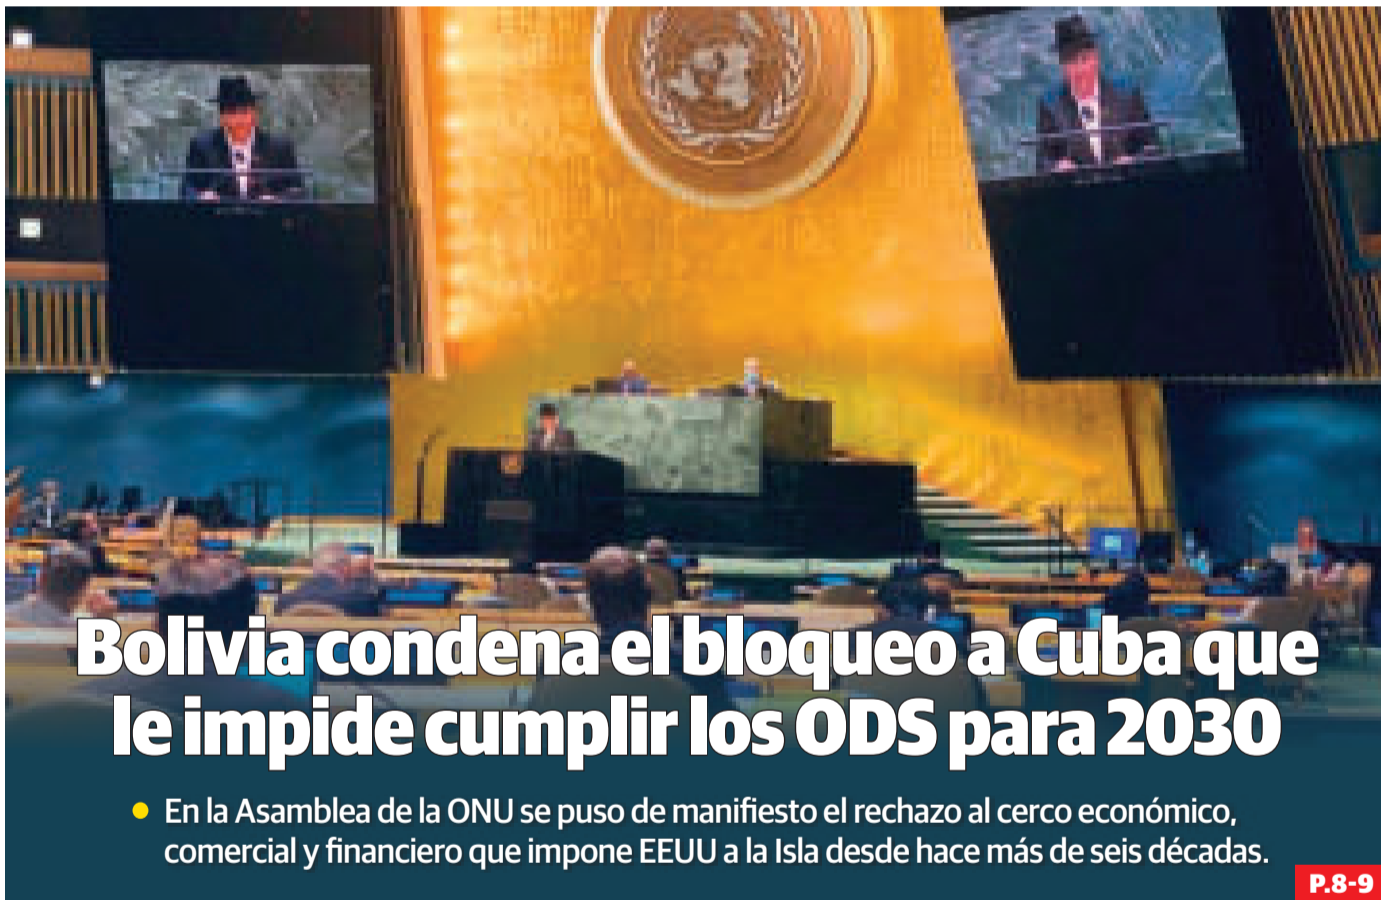 Bolivia condena el bloqueo a Cuba que
le impide cumplir los ODS para 2030
En la Asamblea de la ONU se puso de manifiesto el rechazo al cerco económico,
comercial y financiero que impone EEUU a la Isla desde hace más de seis décadas.
P.8-9